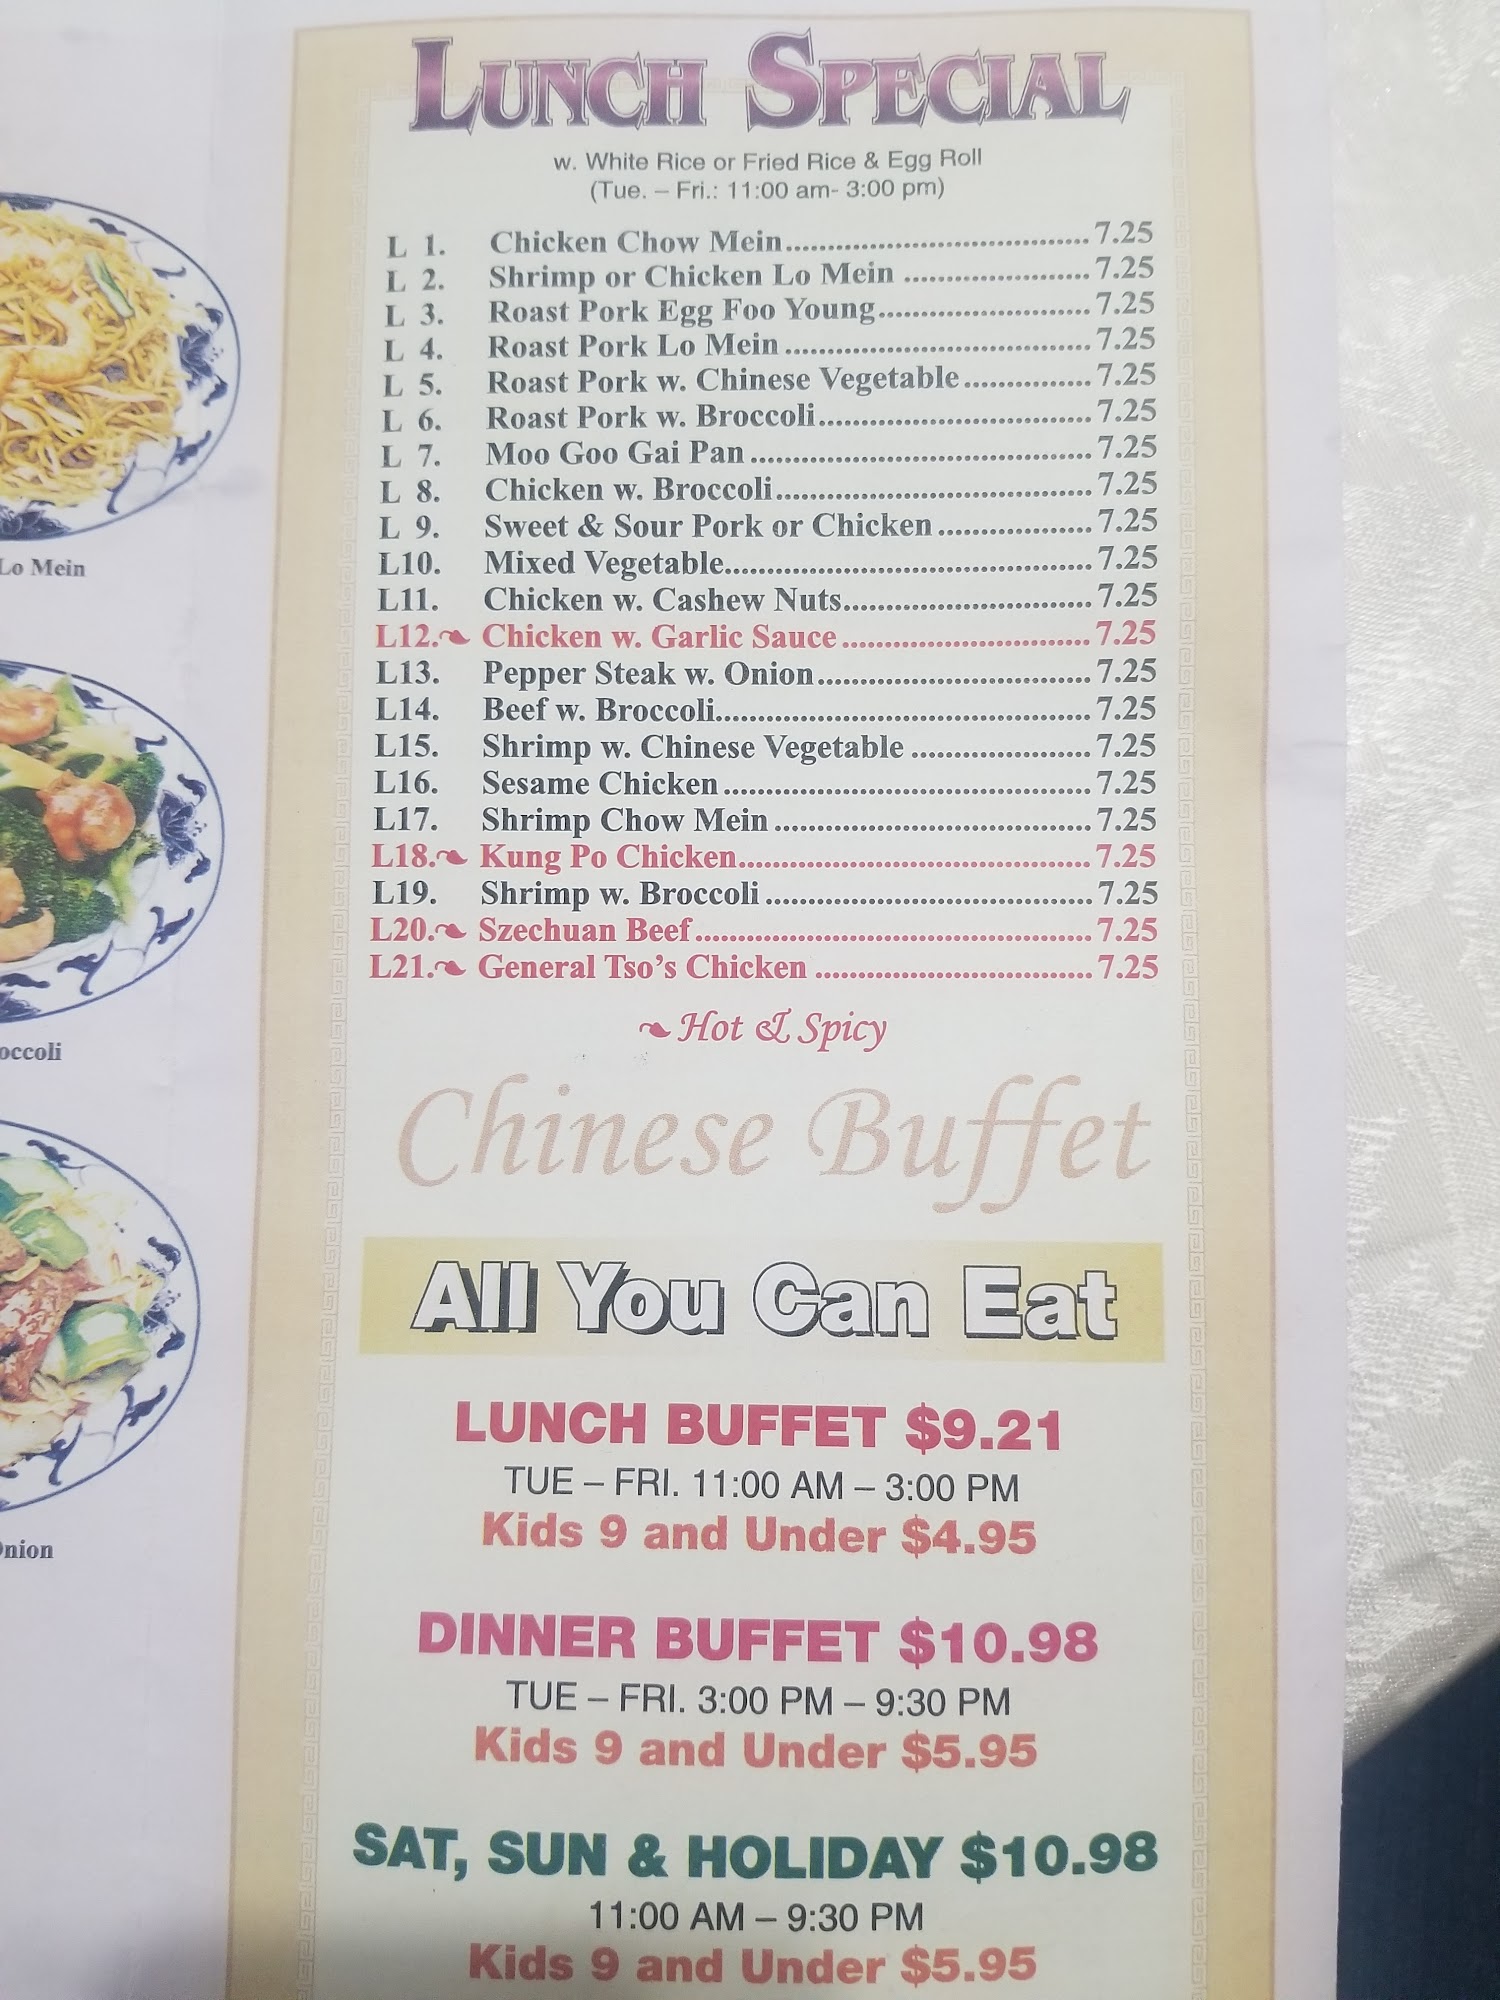 LUNCH SPECIAL
w. White Rice or Fried Rice & Egg Roll
(Tue. – Fri.: 11:00 am- 3:00 pm)
L 1. Chicken Chow Mein 7.25
L 2. Shrimp or Chicken Lo Mein 7.25
L 3. Roast Pork Egg Foo Young 7.25
L 4. Roast Pork Lo Mein 7.25
L 5. Roast Pork w. Chinese Vegetable 7.25
L 6. Roast Pork w. Broccoli 7.25
L 7. Moo Goo Gai Pan 7.25
L 8. Chicken w. Broccoli 7.25
L 9. Sweet & Sour Pork or Chicken 7.25
L10. Mixed Vegetable 7.25
L11. Chicken w. Cashew Nuts 7.25
L12. Chicken w. Garlic Sauce 7.25
L13. Pepper Steak w. Onion 7.25
L14. Beef w. Broccoli 7.25
L15. Shrimp w. Chinese Vegetable 7.25
L16. Sesame Chicken 7.25
L17. Shrimp Chow Mein 7.25
L18. Kung Po Chicken 7.25
L19. Shrimp w. Broccoli 7.25
L20. Szechuan Beef 7.25
L21. General Tso's Chicken 7.25
Hot & Spicy
Chinese Buffet
All You Can Eat
LUNCH BUFFET $9.21
TUE – FRI. 11:00 AM – 3:00 PM
Kids 9 and Under $4.95
DINNER BUFFET $10.98
TUE – FRI. 3:00 PM – 9:30 PM
Kids 9 and Under $5.95
SAT, SUN & HOLIDAY $10.98
11:00 AM – 9:30 PM
Kids 9 and Under $5.95
Lo Mein
occoli
nion